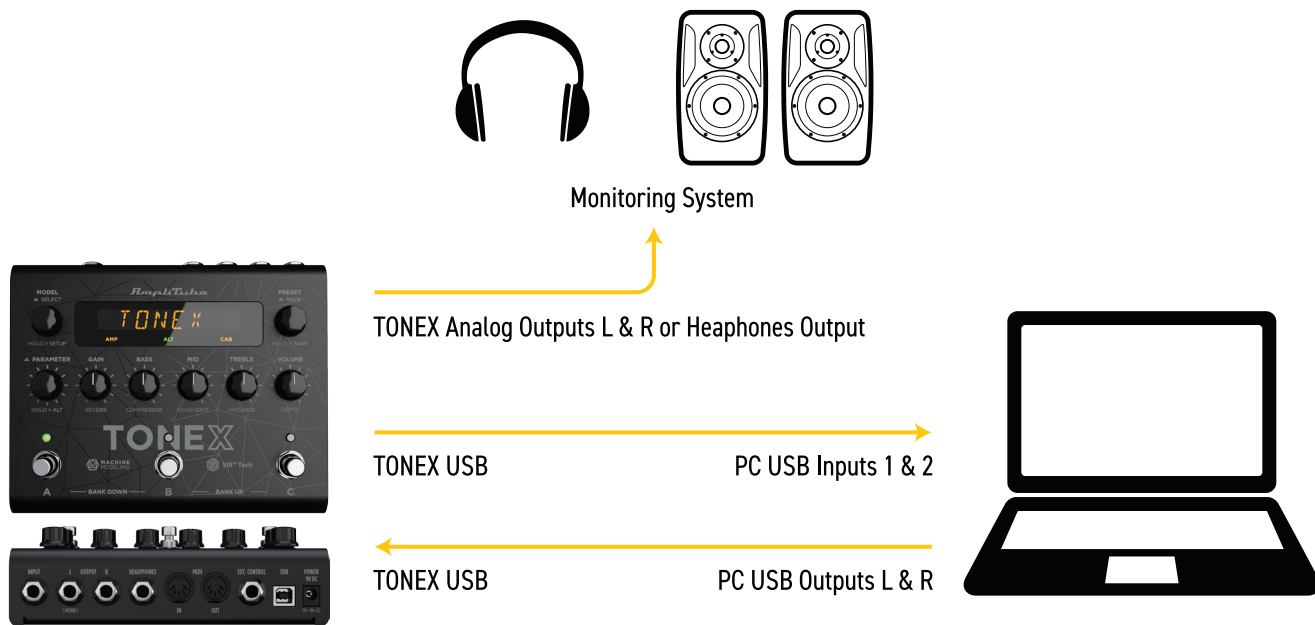 Monitoring System
TONEX Analog Outputs L & R or Heaphones Output
TONEX USB PC USB Inputs 1 & 2
TONEX USB PC USB Outputs L & R
AmpliTube
MODEL
▲ SELECT
HOLD > SETUP
TONEX
AMP ALT CAB
PRESET
▲ BACK
HOLD > SAVE
▲ PARAMETER GAIN BASS MID TREBLE VOLUME
HOLD > ALT REVERB COMPRESSOR NOISE-GATE PRESENCE DEPTH
TONEX
MACHINE MODELING VIR™ Tech
A BANK DOWN B BANK UP C
INPUT L OUTPUT R HEADPHONES MIDI EXT. CONTROL USB POWER 9V DC
(MONO) IN OUT